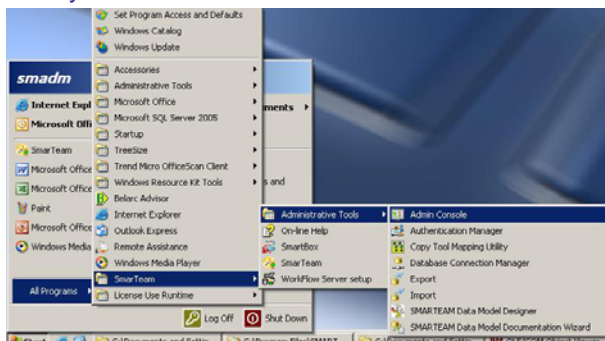 Set Program Access and Defaults
Windows Catalog
Windows Update
smadm
Accessories
Administrative Tools
Microsoft Office
Microsoft SQL Server 2005
Startup
TreeSize
Trend Micro OfficeScan Client
Windows Resource Kit Tools
Belarc Advisor
Internet Explorer
Outlook Express
Remote Assistance
Windows Media Player
SmarTeam
License Use Runtime
Internet Expl
Microsoft Offi
SmarTeam
Microsoft Office
Microsoft Office
Paint
Microsoft Office
Windows Media
All Programs
ments
s and
Log Off
Shut Down
Administrative Tools
On-line Help
SmartBox
SmarTeam
WorkFlow Server setup
Admin Console
Authentication Manager
Copy Tool Mapping Utility
Database Connection Manager
Export
Import
SMARTEAM Data Model Designer
SMARTEAM Data Model Documentation Wizard